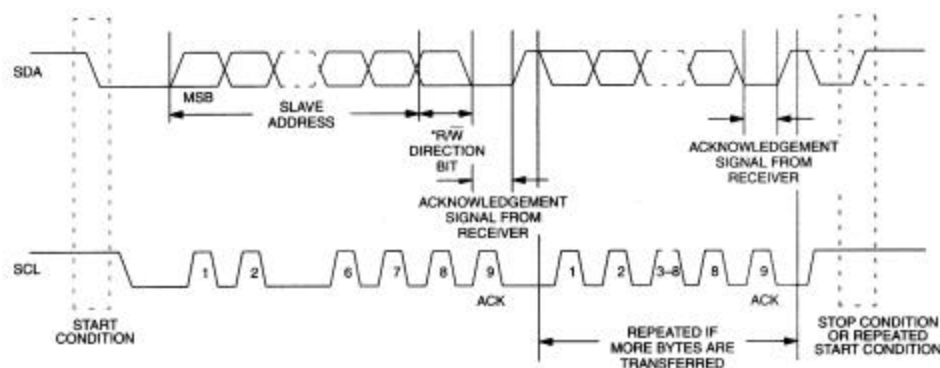 SDA
MSB
SLAVE
ADDRESS
*R/W̅
DIRECTION
BIT
ACKNOWLEDGEMENT
SIGNAL FROM
RECEIVER
ACKNOWLEDGEMENT
SIGNAL FROM
RECEIVER
SCL
1 2 6 7 8 9 1 2 3–8 8 9
ACK
ACK
START
CONDITION
REPEATED IF
MORE BYTES ARE
TRANSFERRED
STOP CONDITION
OR REPEATED
START CONDITION